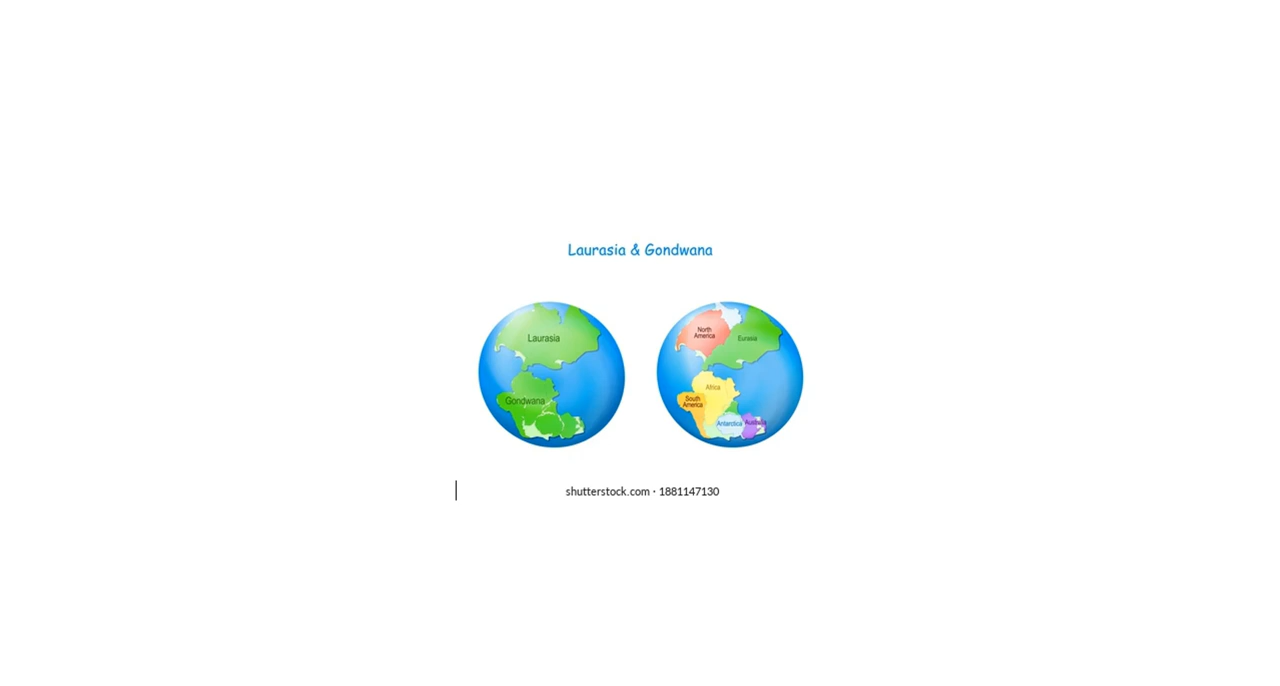 Laurasia & Gondwana
Laurasia
Gondwana
North
America
Eurasia
Africa
South
America
Antarctica
Australia
shutterstock.com · 1881147130